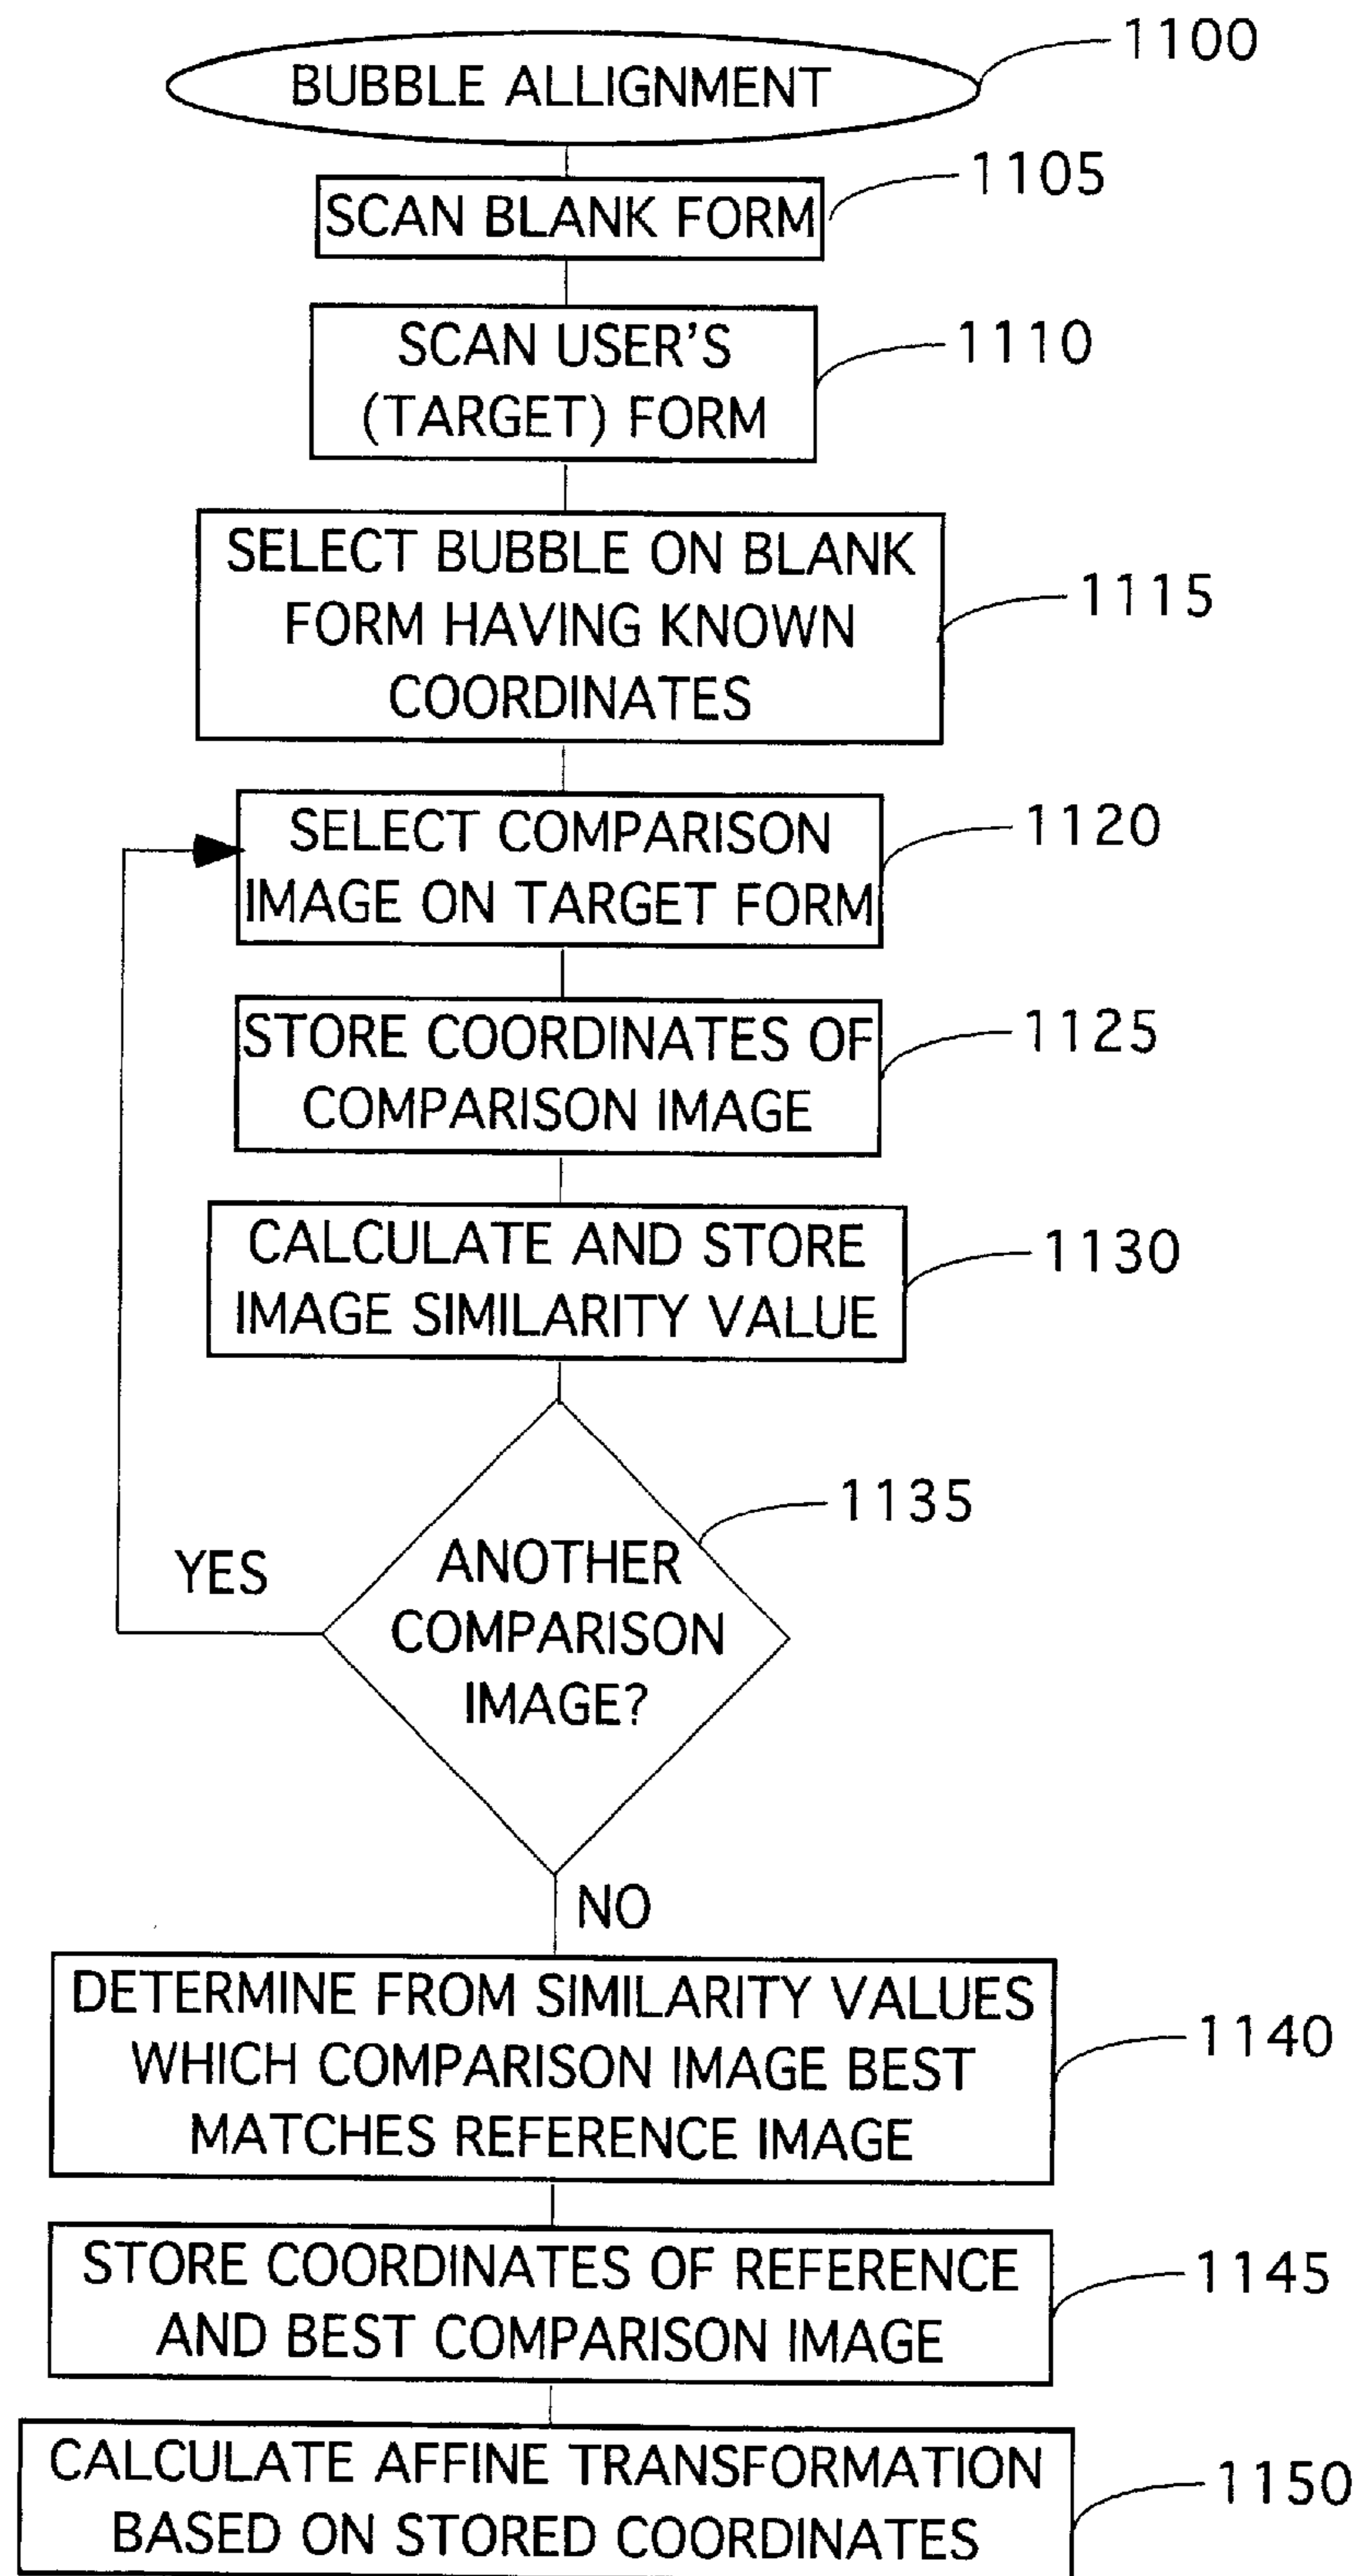 BUBBLE ALLIGNMENT
1100
SCAN BLANK FORM
1105
SCAN USER'S
(TARGET) FORM
1110
SELECT BUBBLE ON BLANK
FORM HAVING KNOWN
COORDINATES
1115
SELECT COMPARISON
IMAGE ON TARGET FORM
1120
STORE COORDINATES OF
COMPARISON IMAGE
1125
CALCULATE AND STORE
IMAGE SIMILARITY VALUE
1130
ANOTHER
COMPARISON
IMAGE?
1135
YES
NO
DETERMINE FROM SIMILARITY VALUES
WHICH COMPARISON IMAGE BEST
MATCHES REFERENCE IMAGE
1140
STORE COORDINATES OF REFERENCE
AND BEST COMPARISON IMAGE
1145
CALCULATE AFFINE TRANSFORMATION
BASED ON STORED COORDINATES
1150